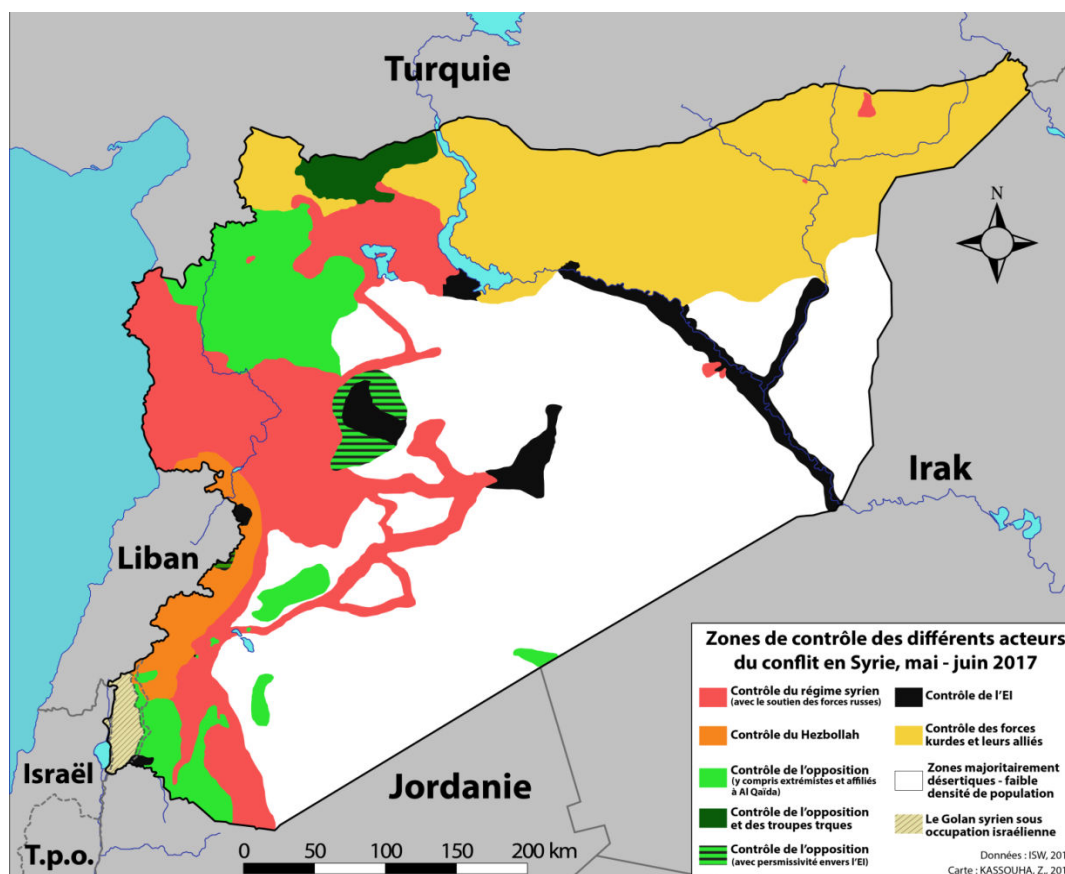 Turquie
N
Irak
Liban
Israël
Jordanie
T.p.o.
0 50 100 150 200 km
Zones de contrôle des différents acteurs
du conflit en Syrie, mai - juin 2017
Contrôle du régime syrien
(avec le soutien des forces russes)
Contrôle du Hezbollah
Contrôle de l'opposition
(y compris extrémistes et affiliés
à Al Qaïda)
Contrôle de l'opposition
et des troupes trques
Contrôle de l'opposition
(avec persmissivité envers l'EI)
Contrôle de l'EI
Contrôle des forces
kurdes et leurs alliés
Zones majoritairement
désertiques - faible
densité de population
Le Golan syrien sous
occupation israélienne
Données : ISW, 201
Carte : KASSOUHA, Z., 201